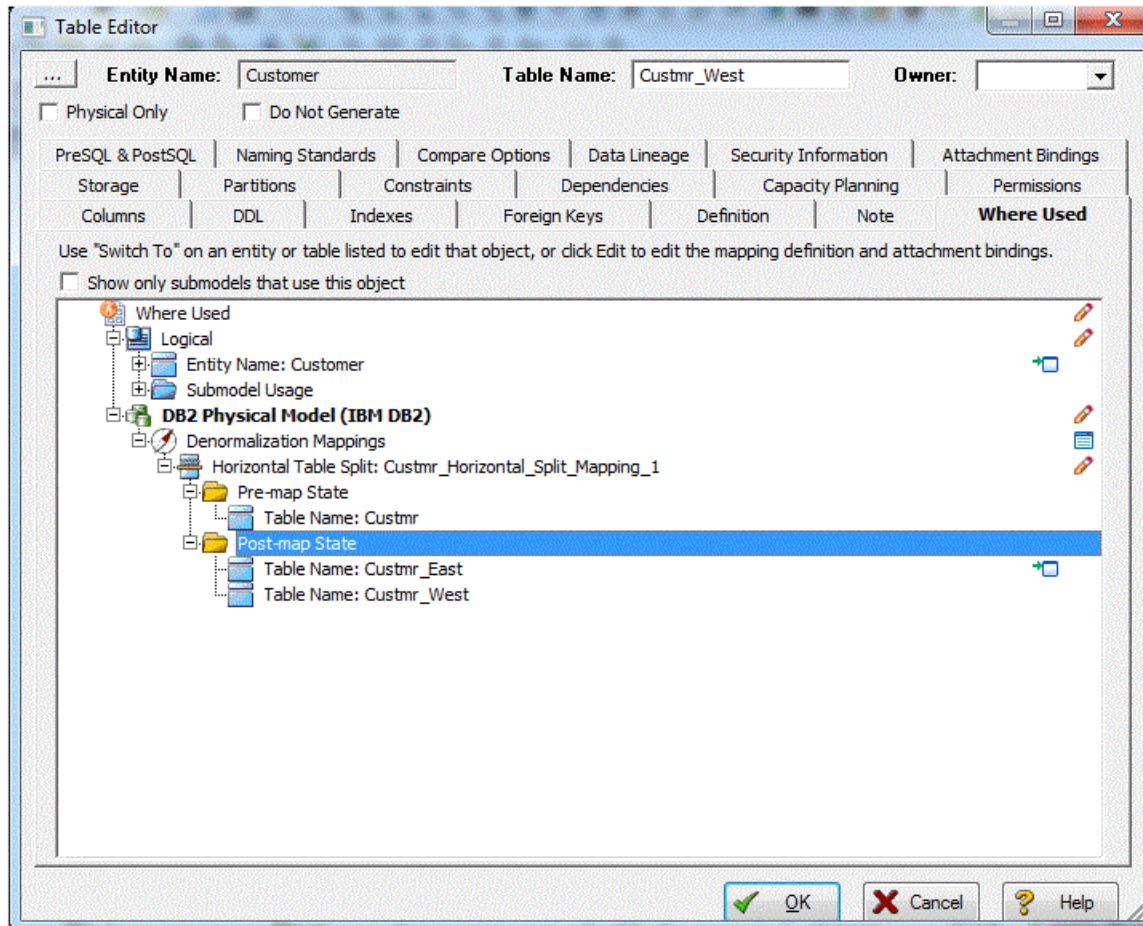 Table Editor
... Entity Name: Customer Table Name: Custmr_West Owner:
Physical Only Do Not Generate
PreSQL & PostSQL Naming Standards Compare Options Data Lineage Security Information Attachment Bindings
Storage Partitions Constraints Dependencies Capacity Planning Permissions
Columns DDL Indexes Foreign Keys Definition Note Where Used
Use "Switch To" on an entity or table listed to edit that object, or click Edit to edit the mapping definition and attachment bindings.
Show only submodels that use this object
Where Used
Logical
Entity Name: Customer
Submodel Usage
DB2 Physical Model (IBM DB2)
Denormalization Mappings
Horizontal Table Split: Custmr_Horizontal_Split_Mapping_1
Pre-map State
Table Name: Custmr
Post-map State
Table Name: Custmr_East
Table Name: Custmr_West
OK Cancel Help